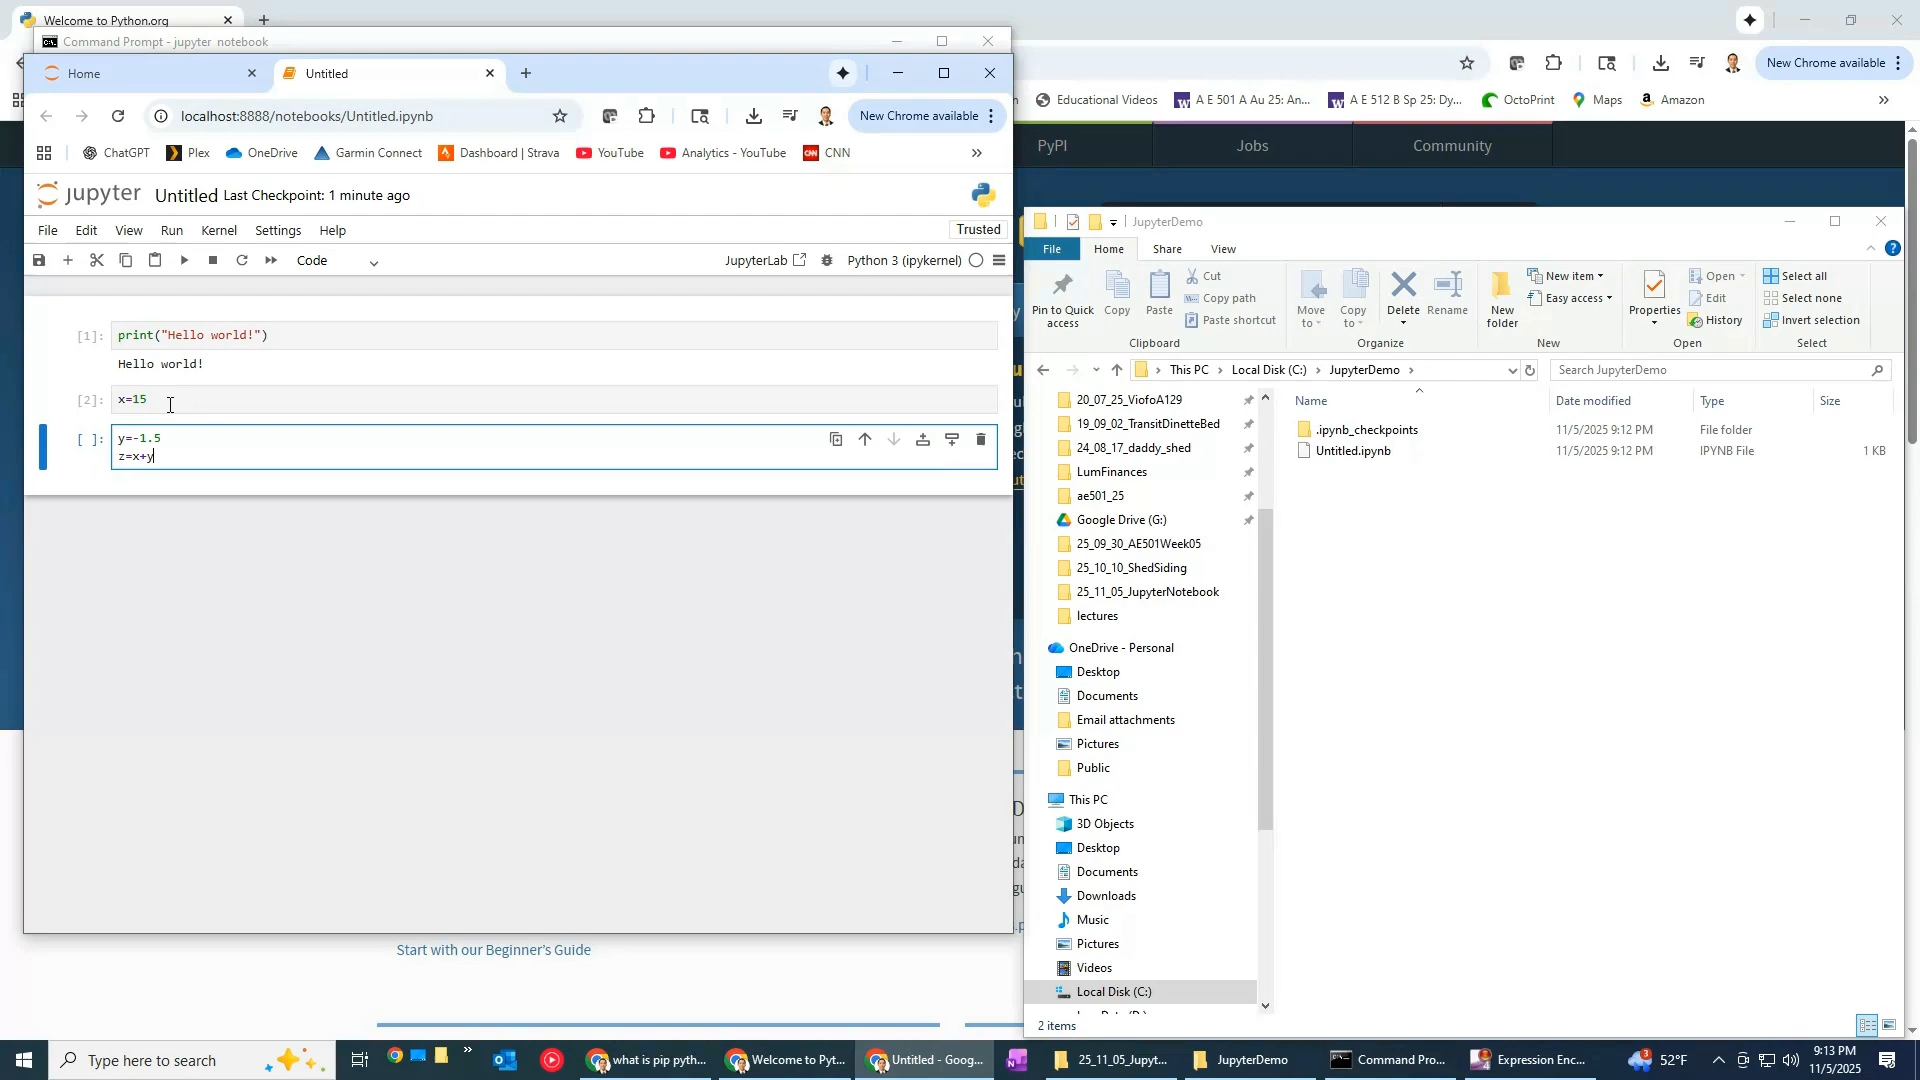 Welcome to Python.org
Command Prompt - jupyter notebook
Home
Untitled
New Chrome available
localhost:8888/notebooks/Untitled.ipynb
New Chrome available
Educational Videos
A E 501 A Au 25: An...
A E 512 B Sp 25: Dy...
OctoPrint
Maps
Amazon
ChatGPT
Plex
OneDrive
Garmin Connect
Dashboard | Strava
YouTube
Analytics - YouTube
CNN
PyPI
Jobs
Community
jupyter
Untitled Last Checkpoint: 1 minute ago
File
Edit
View
Run
Kernel
Settings
Help
Trusted
Code
JupyterLab
Python 3 (ipykernel)
[1]:
print("Hello world!")
Hello world!
[2]:
x=15
[ ]:
y=-1.5
z=x+y
JupyterDemo
File
Home
Share
View
Pin to Quick
access
Copy
Paste
Cut
Copy path
Paste shortcut
Clipboard
Move
to
Copy
to
Delete
Rename
Organize
New
folder
New item
Easy access
New
Properties
Open
Edit
History
Open
Select all
Select none
Invert selection
Select
This PC
Local Disk (C:)
JupyterDemo
Search JupyterDemo
Name
Date modified
Type
Size
.ipynb_checkpoints
11/5/2025 9:12 PM
File folder
Untitled.ipynb
11/5/2025 9:12 PM
IPYNB File
1 KB
20_07_25_ViofoA129
19_09_02_TransitDinetteBed
24_08_17_daddy_shed
LumFinances
ae501_25
Google Drive (G:)
25_09_30_AE501Week05
25_10_10_ShedSiding
25_11_05_JupyterNotebook
lectures
OneDrive - Personal
Desktop
Documents
Email attachments
Pictures
Public
This PC
3D Objects
Desktop
Documents
Downloads
Music
Pictures
Videos
Local Disk (C:)
2 items
Start with our Beginner's Guide
Type here to search
what is pip pyth...
Welcome to Pyt...
Untitled - Goog...
25_11_05_Jupyt...
JupyterDemo
Command Pro...
Expression Enc...
3
52°F
9:13 PM
11/5/2025